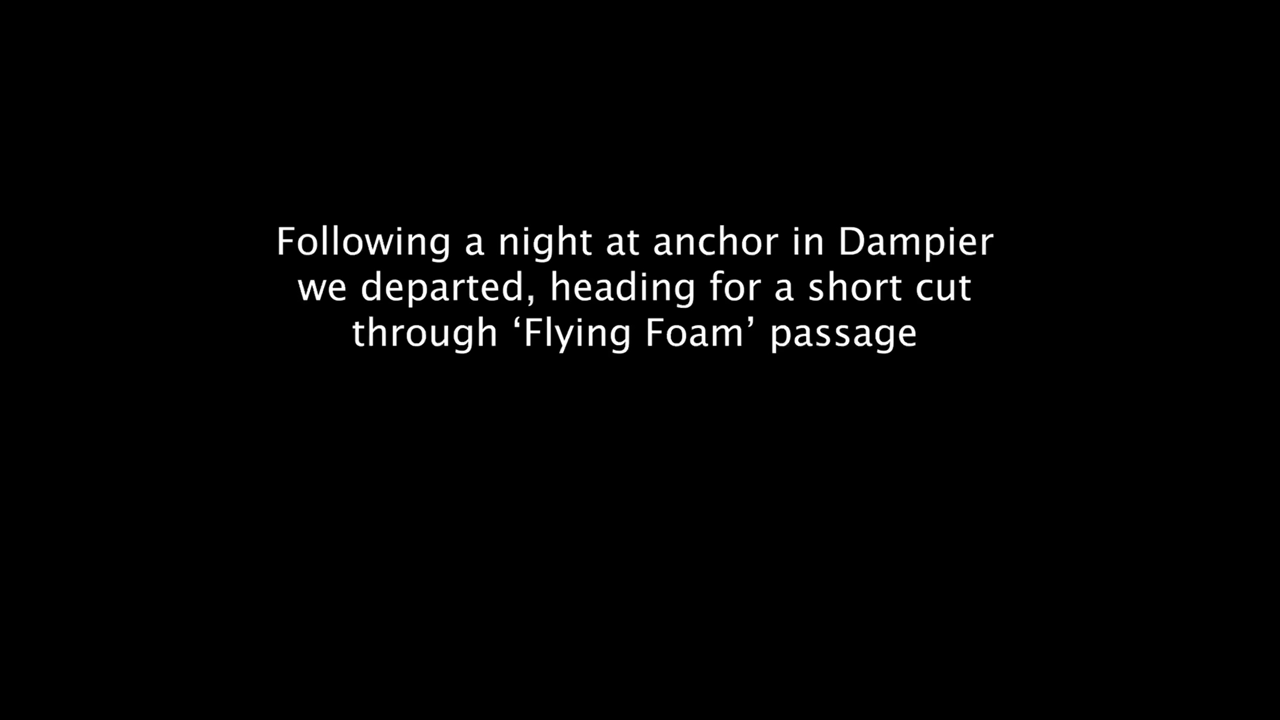 Following a night at anchor in Dampier
we departed, heading for a short cut
through ‘Flying Foam’ passage